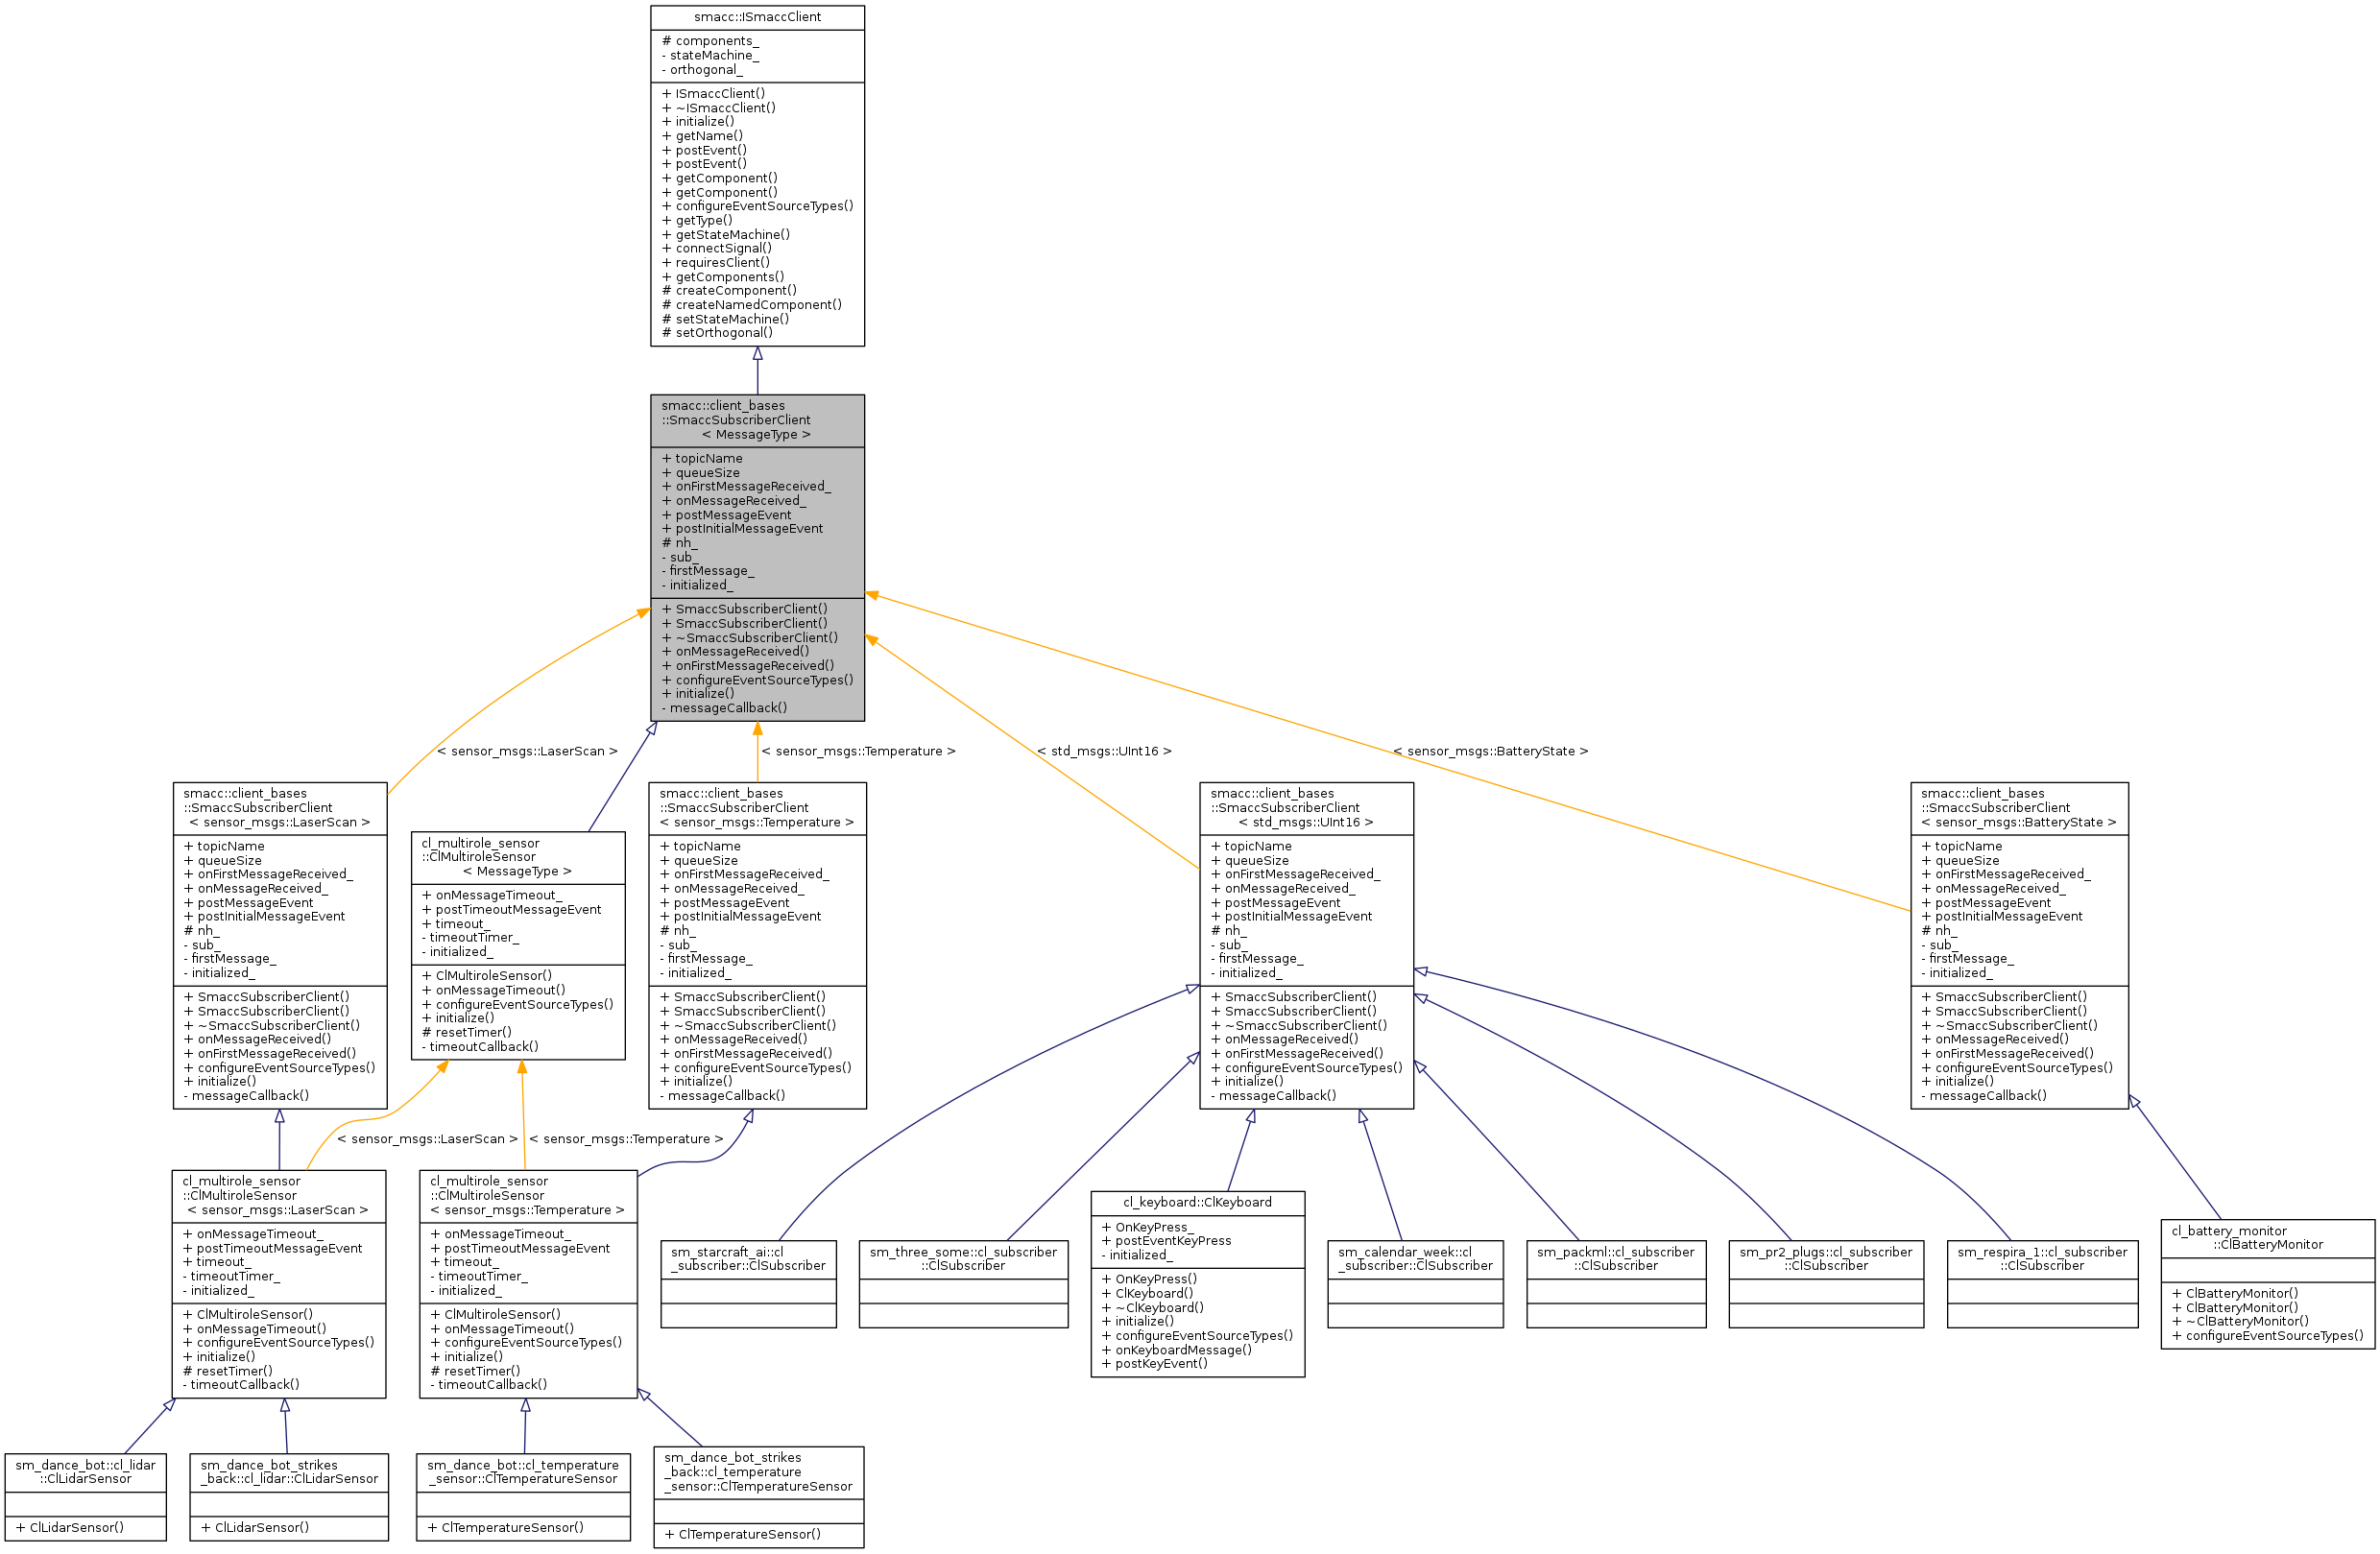 smacc::ISmaccClient
# components_
- stateMachine_
- orthogonal_
+ ISmaccClient()
+ ~ISmaccClient()
+ initialize()
+ getName()
+ postEvent()
+ postEvent()
+ getComponent()
+ getComponent()
+ configureEventSourceTypes()
+ getType()
+ getStateMachine()
+ connectSignal()
+ requiresClient()
+ getComponents()
# createComponent()
# createNamedComponent()
# setStateMachine()
# setOrthogonal()
smacc::client_bases
::SmaccSubscriberClient
< MessageType >
+ topicName
+ queueSize
+ onFirstMessageReceived_
+ onMessageReceived_
+ postMessageEvent
+ postInitialMessageEvent
# nh_
- sub_
- firstMessage_
- initialized_
+ SmaccSubscriberClient()
+ SmaccSubscriberClient()
+ ~SmaccSubscriberClient()
+ onMessageReceived()
+ onFirstMessageReceived()
+ configureEventSourceTypes()
+ initialize()
- messageCallback()
< sensor_msgs::LaserScan >
< sensor_msgs::Temperature >
< std_msgs::UInt16 >
< sensor_msgs::BatteryState >
smacc::client_bases
::SmaccSubscriberClient
< sensor_msgs::LaserScan >
+ topicName
+ queueSize
+ onFirstMessageReceived_
+ onMessageReceived_
+ postMessageEvent
+ postInitialMessageEvent
# nh_
- sub_
- firstMessage_
- initialized_
+ SmaccSubscriberClient()
+ SmaccSubscriberClient()
+ ~SmaccSubscriberClient()
+ onMessageReceived()
+ onFirstMessageReceived()
+ configureEventSourceTypes()
+ initialize()
- messageCallback()
cl_multirole_sensor
::ClMultiroleSensor
< MessageType >
+ onMessageTimeout_
+ postTimeoutMessageEvent
+ timeout_
- timeoutTimer_
- initialized_
+ ClMultiroleSensor()
+ onMessageTimeout()
+ configureEventSourceTypes()
+ initialize()
# resetTimer()
- timeoutCallback()
smacc::client_bases
::SmaccSubscriberClient
< sensor_msgs::Temperature >
+ topicName
+ queueSize
+ onFirstMessageReceived_
+ onMessageReceived_
+ postMessageEvent
+ postInitialMessageEvent
# nh_
- sub_
- firstMessage_
- initialized_
+ SmaccSubscriberClient()
+ SmaccSubscriberClient()
+ ~SmaccSubscriberClient()
+ onMessageReceived()
+ onFirstMessageReceived()
+ configureEventSourceTypes()
+ initialize()
- messageCallback()
smacc::client_bases
::SmaccSubscriberClient
< std_msgs::UInt16 >
+ topicName
+ queueSize
+ onFirstMessageReceived_
+ onMessageReceived_
+ postMessageEvent
+ postInitialMessageEvent
# nh_
- sub_
- firstMessage_
- initialized_
+ SmaccSubscriberClient()
+ SmaccSubscriberClient()
+ ~SmaccSubscriberClient()
+ onMessageReceived()
+ onFirstMessageReceived()
+ configureEventSourceTypes()
+ initialize()
- messageCallback()
smacc::client_bases
::SmaccSubscriberClient
< sensor_msgs::BatteryState >
+ topicName
+ queueSize
+ onFirstMessageReceived_
+ onMessageReceived_
+ postMessageEvent
+ postInitialMessageEvent
# nh_
- sub_
- firstMessage_
- initialized_
+ SmaccSubscriberClient()
+ SmaccSubscriberClient()
+ ~SmaccSubscriberClient()
+ onMessageReceived()
+ onFirstMessageReceived()
+ configureEventSourceTypes()
+ initialize()
- messageCallback()
< sensor_msgs::LaserScan >
< sensor_msgs::Temperature >
cl_multirole_sensor
::ClMultiroleSensor
< sensor_msgs::LaserScan >
+ onMessageTimeout_
+ postTimeoutMessageEvent
+ timeout_
- timeoutTimer_
- initialized_
+ ClMultiroleSensor()
+ onMessageTimeout()
+ configureEventSourceTypes()
+ initialize()
# resetTimer()
- timeoutCallback()
cl_multirole_sensor
::ClMultiroleSensor
< sensor_msgs::Temperature >
+ onMessageTimeout_
+ postTimeoutMessageEvent
+ timeout_
- timeoutTimer_
- initialized_
+ ClMultiroleSensor()
+ onMessageTimeout()
+ configureEventSourceTypes()
+ initialize()
# resetTimer()
- timeoutCallback()
sm_starcraft_ai::cl
_subscriber::ClSubscriber
sm_three_some::cl_subscriber
::ClSubscriber
cl_keyboard::ClKeyboard
+ OnKeyPress_
+ postEventKeyPress
- initialized_
+ OnKeyPress()
+ ClKeyboard()
+ ~ClKeyboard()
+ initialize()
+ configureEventSourceTypes()
+ onKeyboardMessage()
+ postKeyEvent()
sm_calendar_week::cl
_subscriber::ClSubscriber
sm_packml::cl_subscriber
::ClSubscriber
sm_pr2_plugs::cl_subscriber
::ClSubscriber
sm_respira_1::cl_subscriber
::ClSubscriber
cl_battery_monitor
::ClBatteryMonitor
+ ClBatteryMonitor()
+ ClBatteryMonitor()
+ ~ClBatteryMonitor()
+ configureEventSourceTypes()
sm_dance_bot::cl_lidar
::ClLidarSensor
+ ClLidarSensor()
sm_dance_bot_strikes
_back::cl_lidar::ClLidarSensor
+ ClLidarSensor()
sm_dance_bot::cl_temperature
_sensor::ClTemperatureSensor
+ ClTemperatureSensor()
sm_dance_bot_strikes
_back::cl_temperature
_sensor::ClTemperatureSensor
+ ClTemperatureSensor()